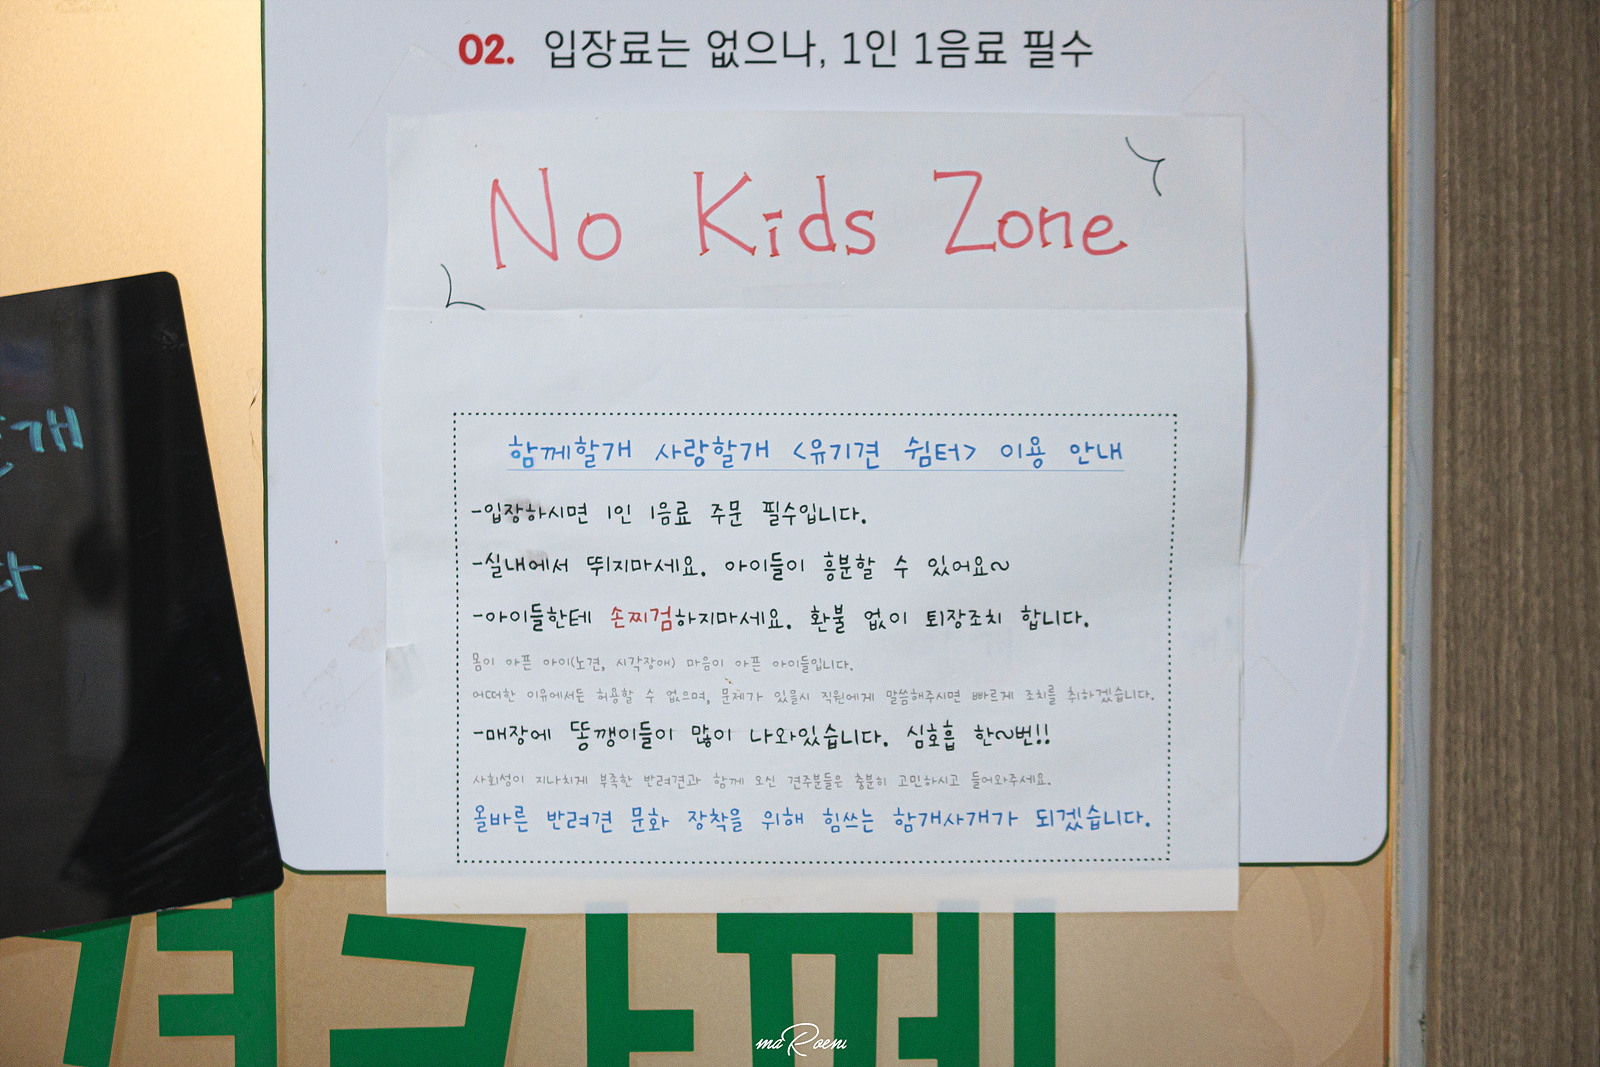 02. 입장료는 없으나, 1인 1음료 필수
No Kids Zone
함께할개 사랑할개 <유기견 쉼터> 이용 안내
-입장하시면 1인 1음료 주문 필수입니다.
-실내에서 뛰지마세요. 아이들이 흥분할 수 있어요~
-아이들한테 손찌검하지마세요. 환불 없이 퇴장조치 합니다.
몸이 아픈 아이(노견, 시각장애) 마음이 아픈 아이들입니다.
어떠한 이유에서든 허용할 수 없으며, 문제가 있을시 직원에게 말씀해주시면 빠르게 조치를 취하겠습니다.
-매장에 똥깽이들이 많이 나와있습니다. 심호흡 한~번!!
사회성이 지나치게 부족한 반려견과 함께 오신 견주분들은 충분히 고민하시고 들어와주세요.
올바른 반려견 문화 장착을 위해 힘쓰는 함개사개가 되겠습니다.
개
다
견카페
maRoeni